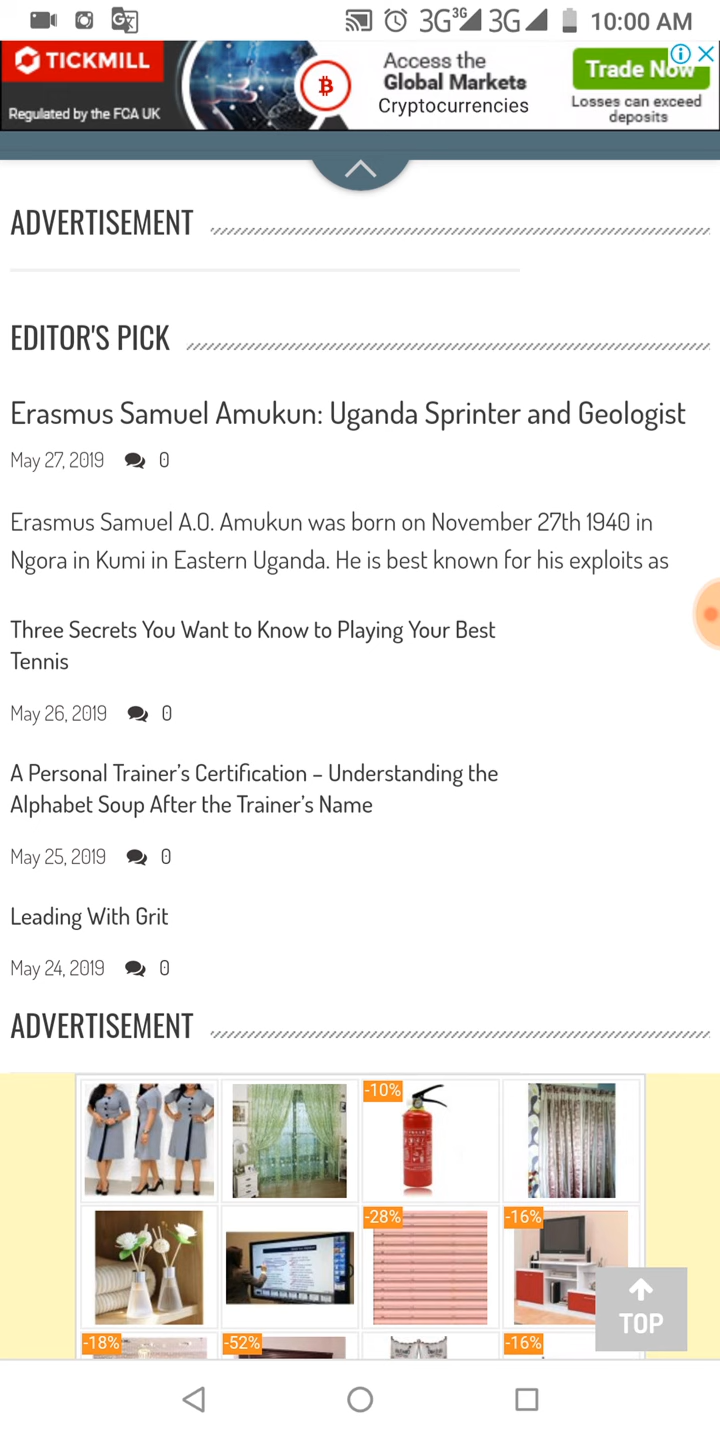 3G 3G 3G 10:00 AM
TICKMILL
Regulated by the FCA UK
Access the
Global Markets
Cryptocurrencies
Trade Now
Losses can exceed
deposits
ADVERTISEMENT
EDITOR'S PICK
Erasmus Samuel Amukun: Uganda Sprinter and Geologist
May 27, 2019 0
Erasmus Samuel A.O. Amukun was born on November 27th 1940 in
Ngora in Kumi in Eastern Uganda. He is best known for his exploits as
Three Secrets You Want to Know to Playing Your Best
Tennis
May 26, 2019 0
A Personal Trainer's Certification – Understanding the
Alphabet Soup After the Trainer's Name
May 25, 2019 0
Leading With Grit
May 24, 2019 0
ADVERTISEMENT
-10%
-28% -16%
TOP
-18% -52% -16%